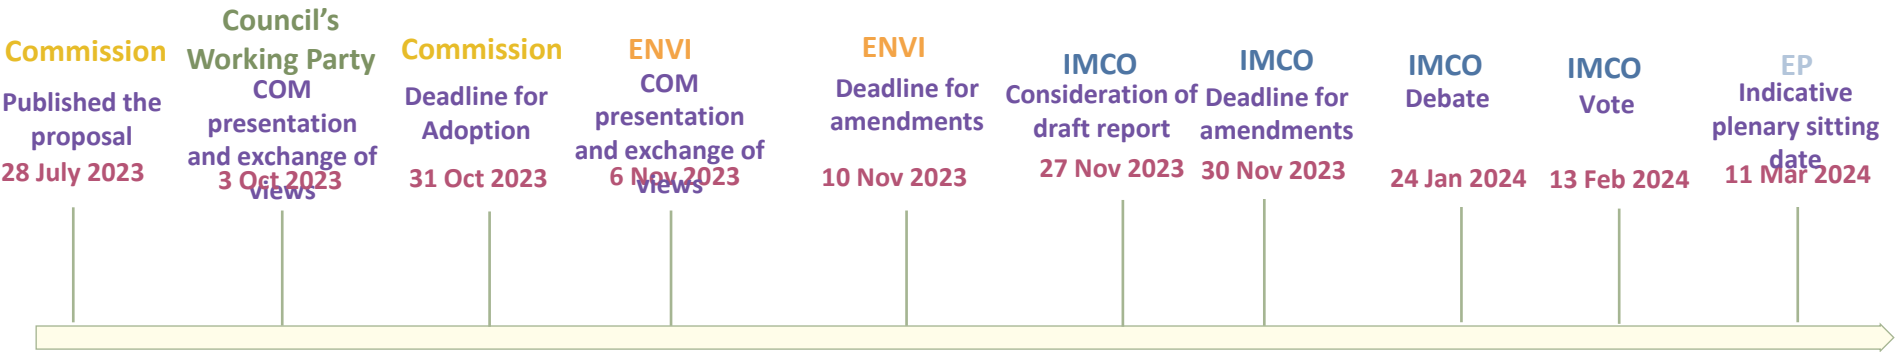 Commission
Published the
proposal
28 July 2023
Council's
Working Party
COM
presentation
and exchange of
views
3 Oct 2023
Commission
Deadline for
Adoption
31 Oct 2023
ENVI
COM
presentation
and exchange of
views
6 Nov 2023
ENVI
Deadline for
amendments
10 Nov 2023
IMCO
Consideration of
draft report
27 Nov 2023
IMCO
Deadline for
amendments
30 Nov 2023
IMCO
Debate
24 Jan 2024
IMCO
Vote
13 Feb 2024
EP
Indicative
plenary sitting
date
11 Mar 2024